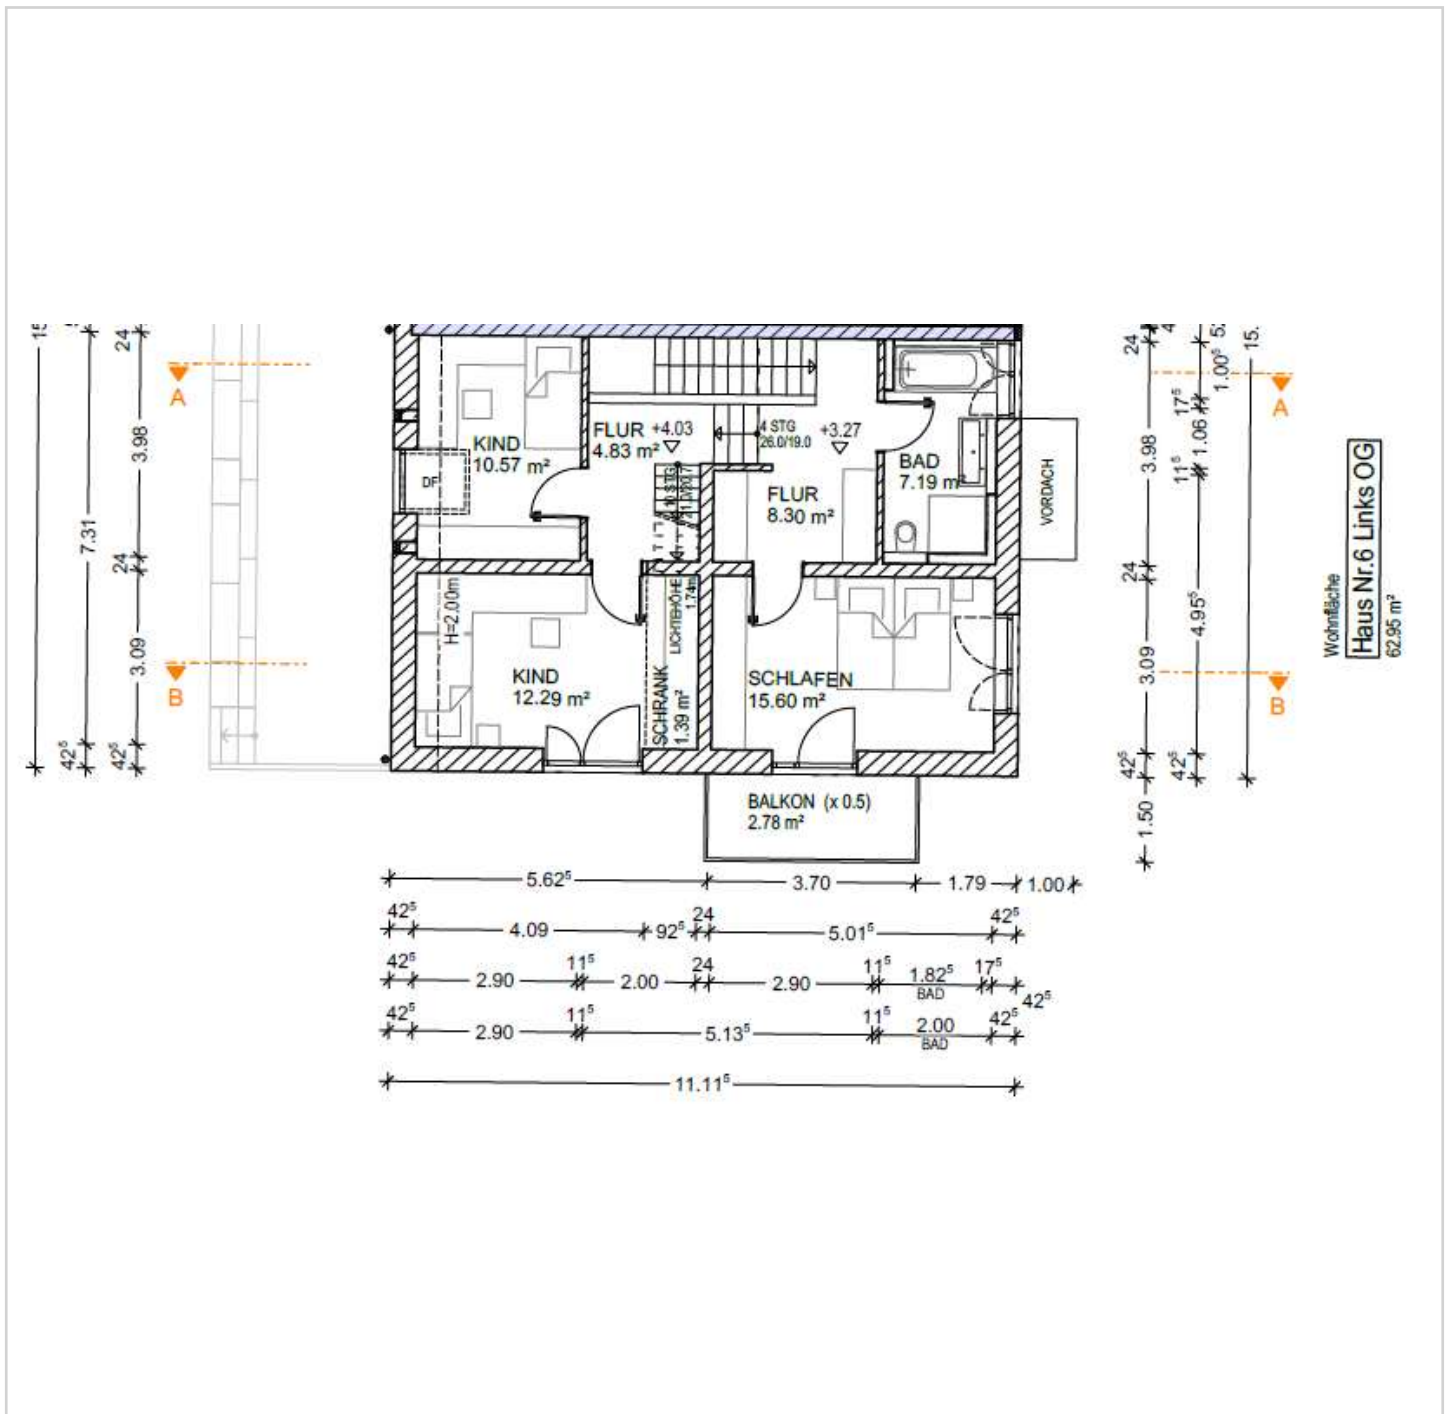 24
24
A
A
3.98
7.31
24
3.09
B
42⁵
42⁵
KIND
10.57 m²
DF
FLUR +4.03
4.83 m²
10 STG
4 STG
26.0/19.0
+3.27
FLUR
8.30 m²
BAD
7.19 m²
VORDACH
H=2.00m
KIND
12.29 m²
SCHRANK
1.39 m²
LICHTEHÖHE
1.74m
SCHLAFEN
15.60 m²
BALKON (x 0.5)
2.78 m²
3.98
17⁵
1.00⁵
1.06
11⁵
24
4.95⁵
3.09
15.
B
42⁵
42⁵
1.50
Wohnfläche
Haus Nr.6 Links OG
62.95 m²
5.62⁵ 3.70 1.79 1.00
42⁵ 4.09 92⁵ 24 5.01⁵ 42⁵
42⁵ 2.90 11⁵ 2.00 24 2.90 11⁵ 1.82⁵ 17⁵ 42⁵
BAD
42⁵ 2.90 11⁵ 5.13⁵ 11⁵ 2.00 42⁵
BAD
11.11⁵